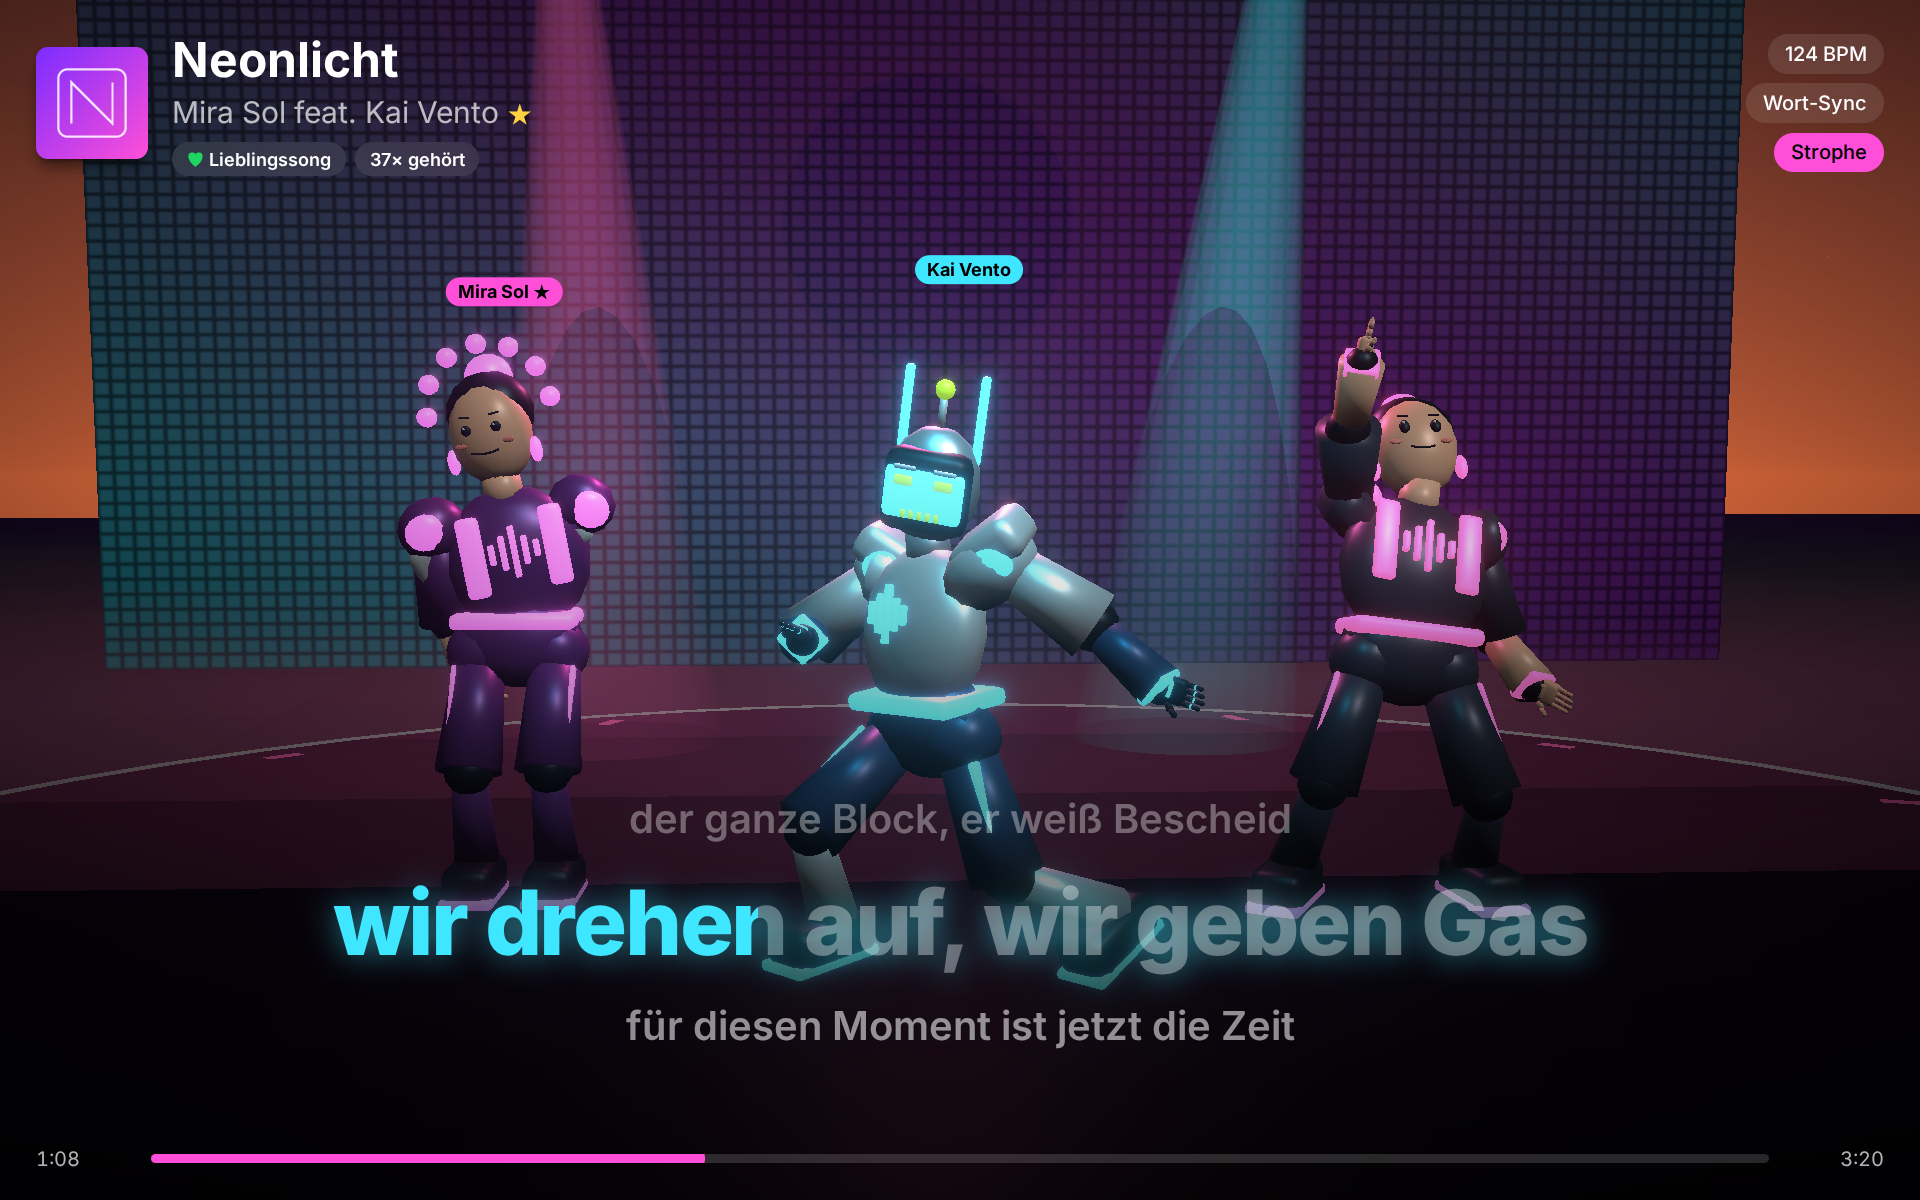 N
Neonlicht
Mira Sol feat. Kai Vento ★
Lieblingssong
37× gehört
124 BPM
Wort-Sync
Strophe
Mira Sol ★
Kai Vento
der ganze Block, er weiß Bescheid
wir drehen auf, wir geben Gas
für diesen Moment ist jetzt die Zeit
1:08
3:20